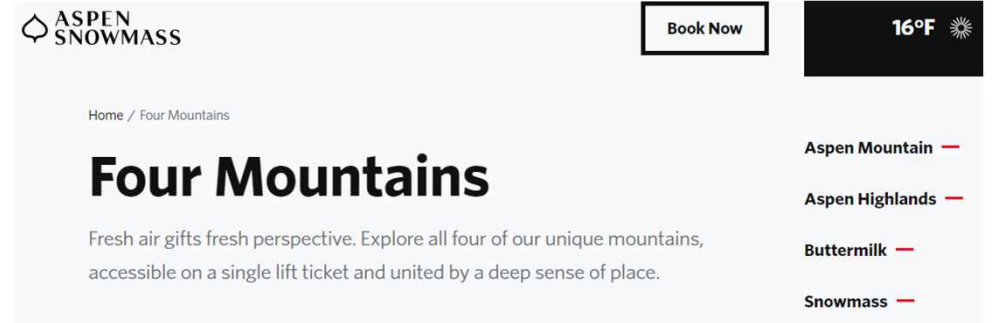 ASPEN
SNOWMASS
Book Now
16°F
Home / Four Mountains
Four Mountains
Fresh air gifts fresh perspective. Explore all four of our unique mountains,
accessible on a single lift ticket and united by a deep sense of place.
Aspen Mountain
Aspen Highlands
Buttermilk
Snowmass